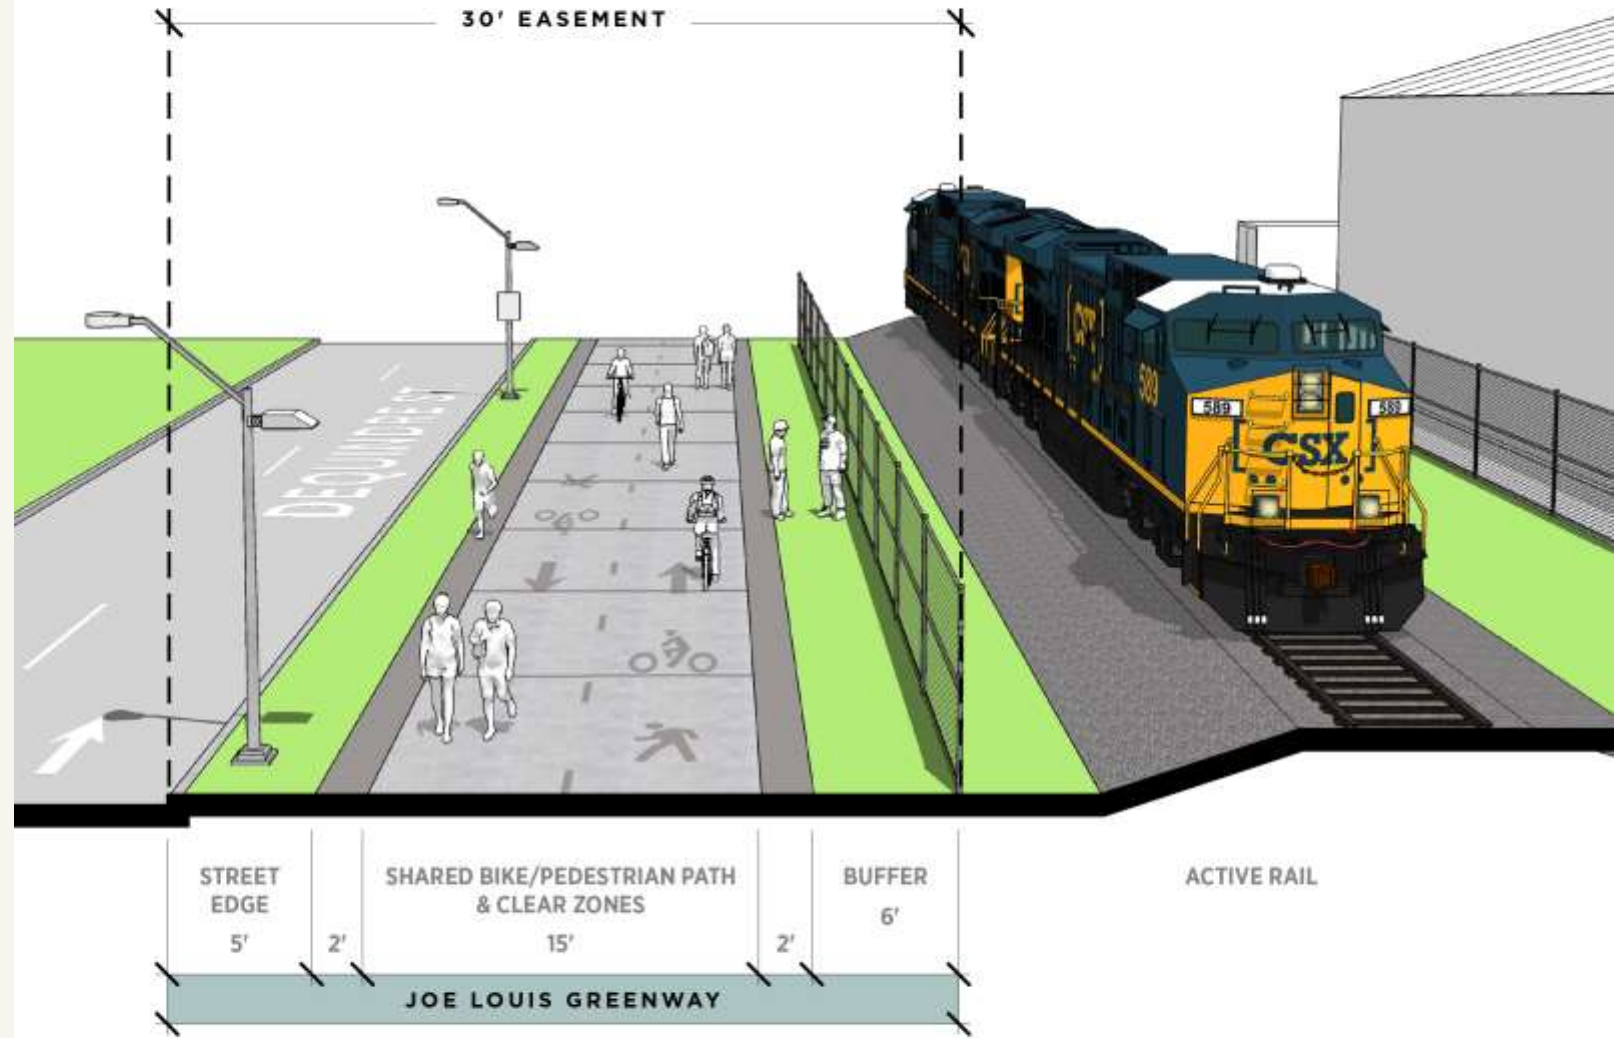 30' EASEMENT
DEQUINDRE ST
589
589
589
CSX
CSX
STREET
EDGE
5'
2'
SHARED BIKE/PEDESTRIAN PATH
& CLEAR ZONES
15'
2'
BUFFER
6'
ACTIVE RAIL
JOE LOUIS GREENWAY